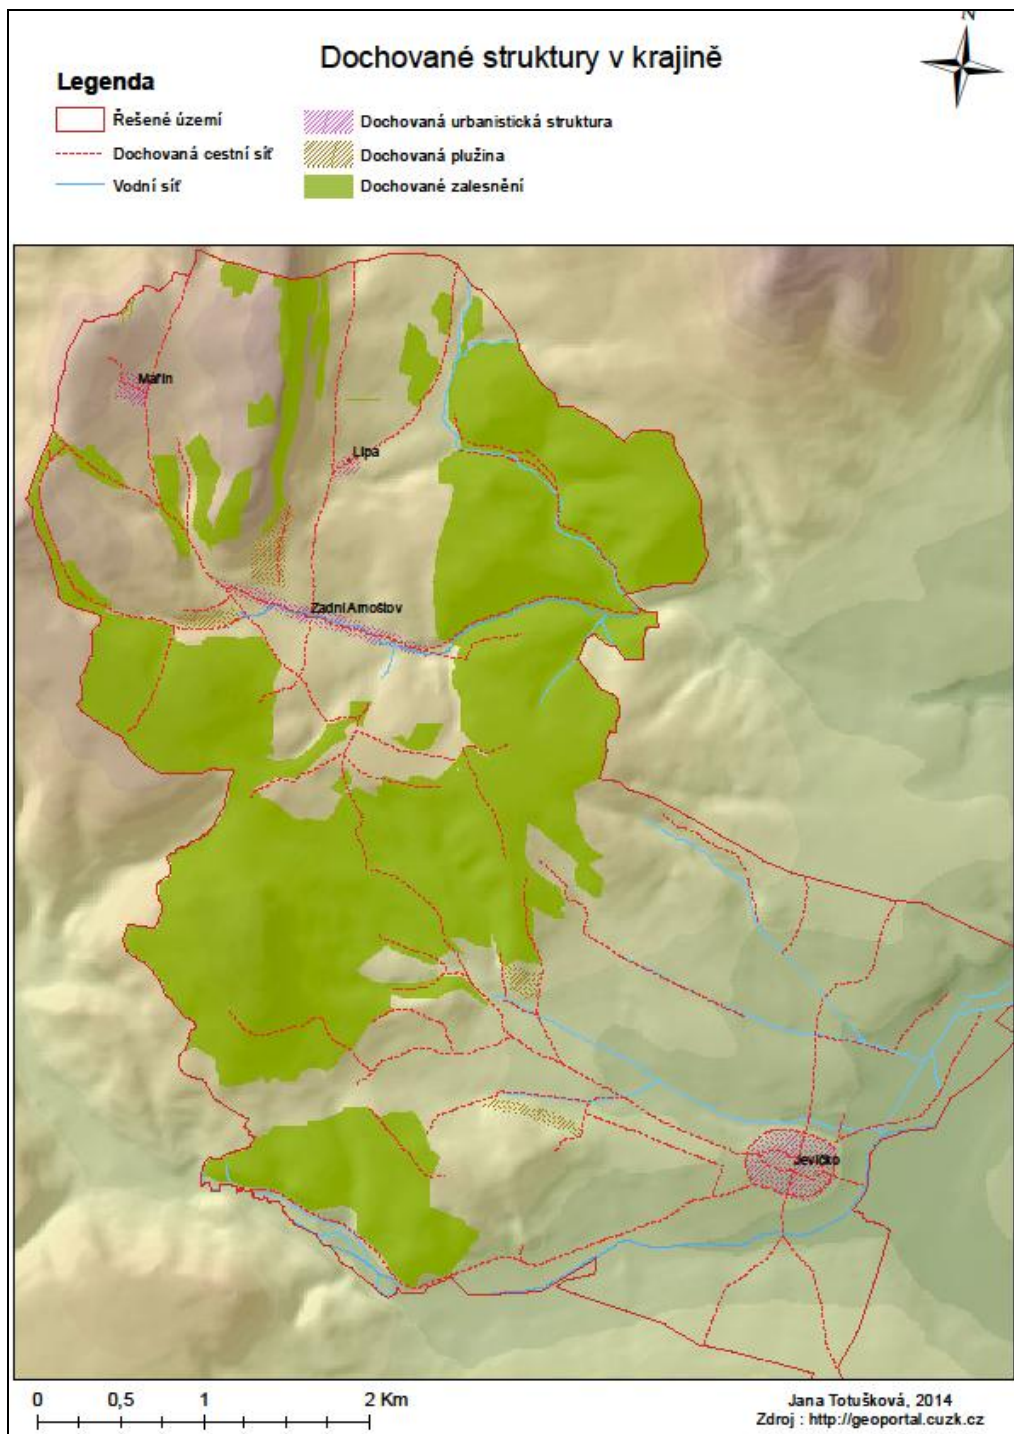 Dochované struktury v krajině
N
Legenda
Řešené území
Dochovaná cestní síť
Vodní síť
Dochovaná urbanistická struktura
Dochovaná plužina
Dochované zalesnění
Mařín
Lipa
Zadní Arnoštov
Jevíčko
0 0,5 1 2 Km
Jana Totušková, 2014
Zdroj : http://geoportal.cuzk.cz